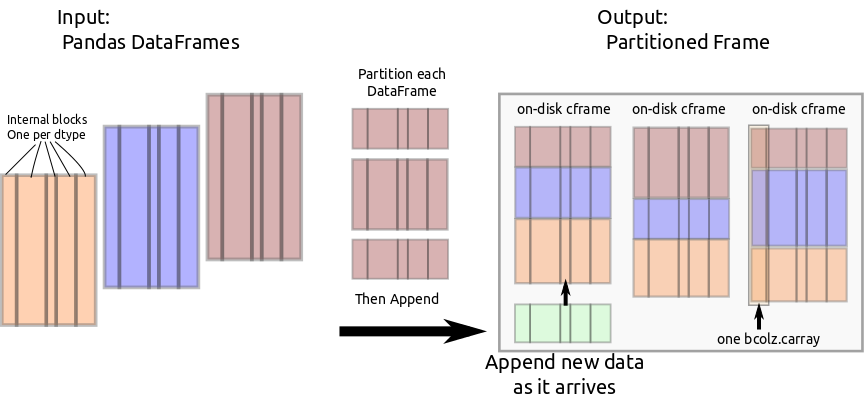 Input:
Pandas DataFrames
Internal blocks
One per dtype
Partition each
DataFrame
Then Append
Output:
Partitioned Frame
on-disk cframe
on-disk cframe
on-disk cframe
one bcolz.carray
Append new data
as it arrives